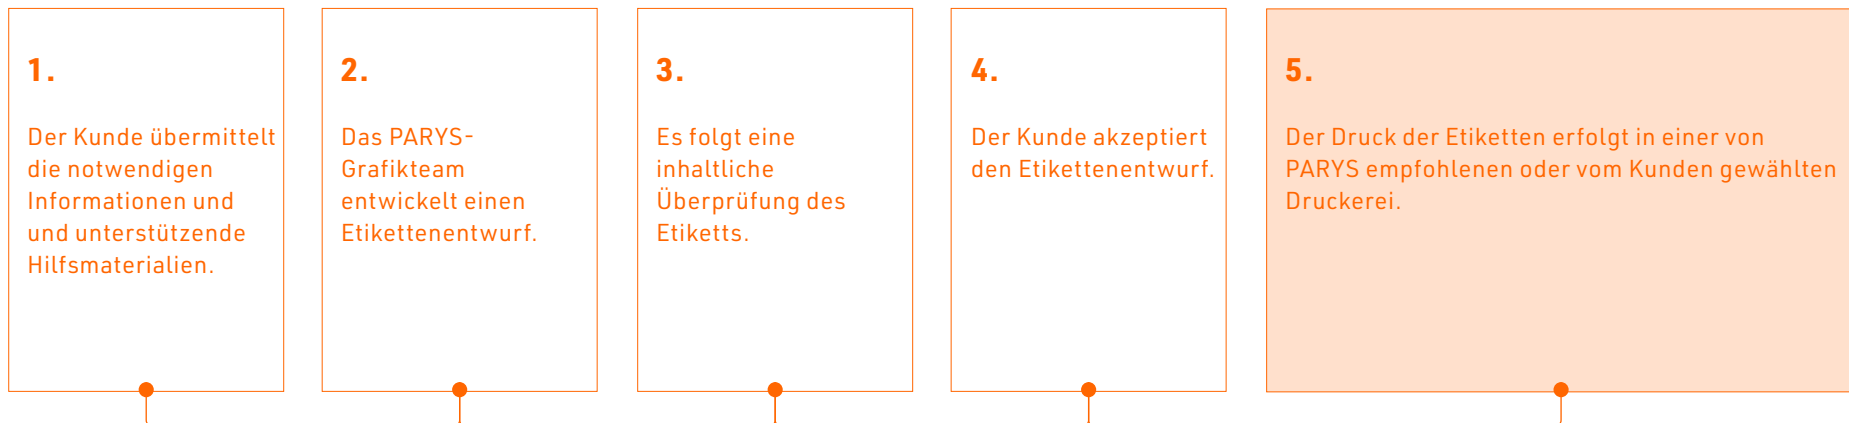 1.
Der Kunde übermittelt
die notwendigen
Informationen und
und unterstützende
Hilfsmaterialien.
2.
Das PARYS-
Grafikteam
entwickelt einen
Etikettenentwurf.
3.
Es folgt eine
inhaltliche
Überprüfung des
Etiketts.
4.
Der Kunde akzeptiert
den Etikettenentwurf.
5.
Der Druck der Etiketten erfolgt in einer von
PARYS empfohlenen oder vom Kunden gewählten
Druckerei.